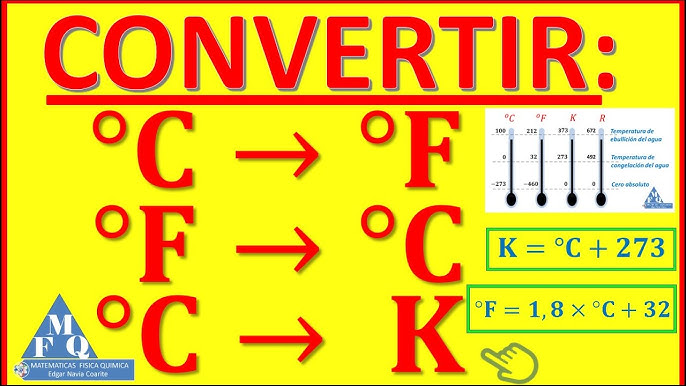 CONVERTIR:
°C → °F
°F → °C
°C → K
°C °F K R
100 212 373 672 Temperatura de ebullición del agua
0 32 273 492 Temperatura de congelación del agua
−273 −460 0 0 Cero absoluto
K = °C + 273
°F = 1,8 × °C + 32
M
F Q
MATEMATICAS FISICA QUIMICA
Edgar Navia Coarite